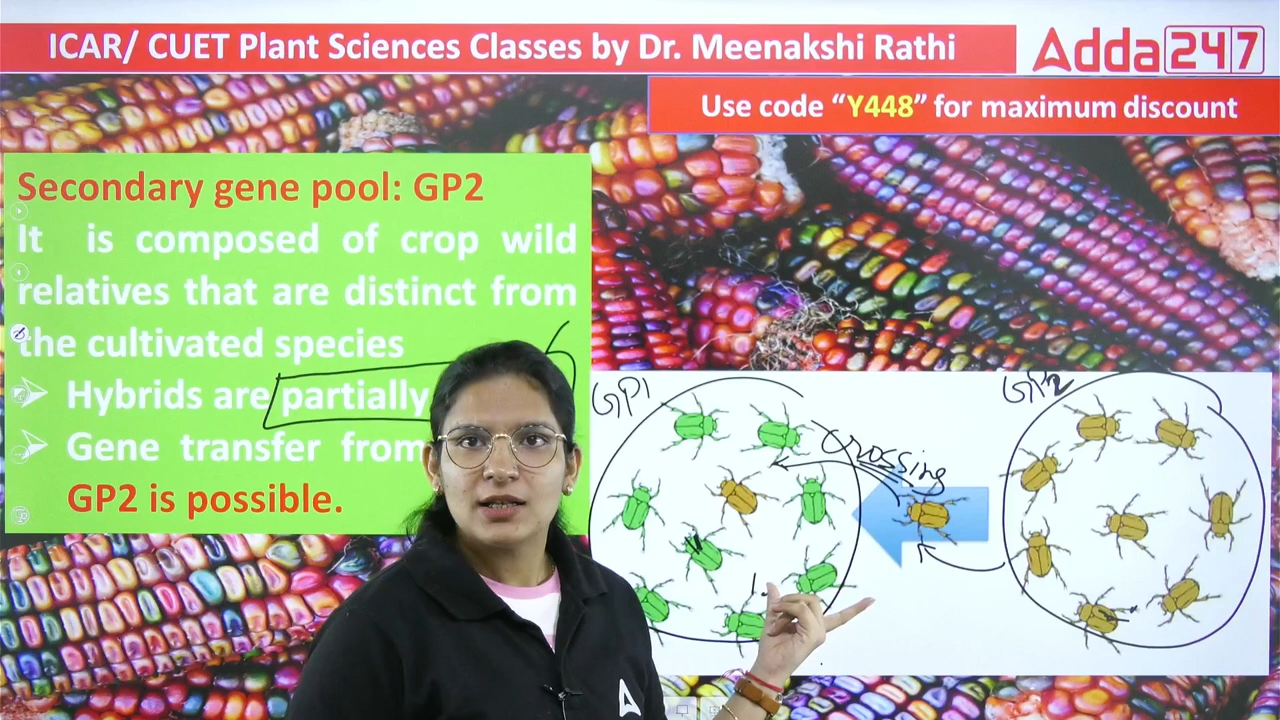 ICAR/ CUET Plant Sciences Classes by Dr. Meenakshi Rathi
Adda247
Use code “Y448” for maximum discount
Secondary gene pool: GP2
It is composed of crop wild
relatives that are distinct from
the cultivated species
Hybrids are partially
Gene transfer from
GP2 is possible.
GP1
crossing
GP2